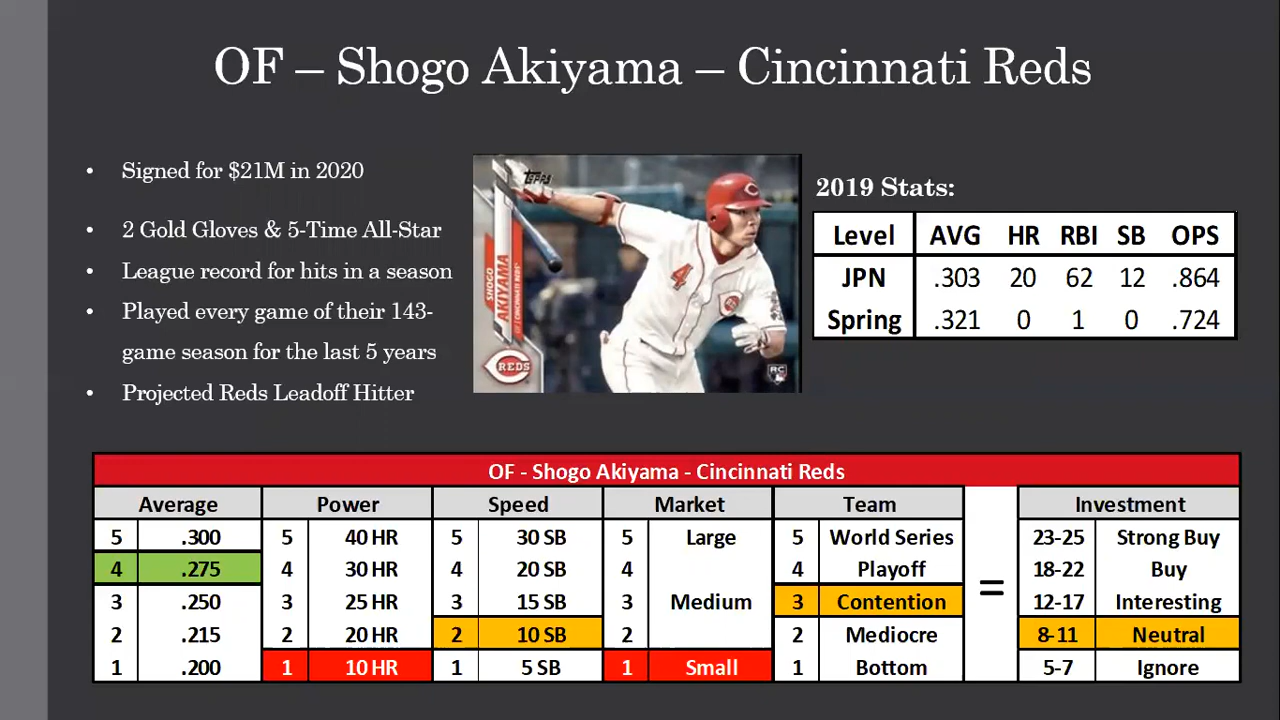 OF – Shogo Akiyama – Cincinnati Reds
• Signed for $21M in 2020
• 2 Gold Gloves & 5-Time All-Star
• League record for hits in a season
• Played every game of their 143-
game season for the last 5 years
• Projected Reds Leadoff Hitter
Topps
SHOGO
AKIYAMA
REDS
4
RC
2019 Stats:
Level AVG HR RBI SB OPS
JPN .303 20 62 12 .864
Spring .321 0 1 0 .724
OF - Shogo Akiyama - Cincinnati Reds
Average Power Speed Market Team Investment
5 .300 5 40 HR 5 30 SB 5 Large 5 World Series 23-25 Strong Buy
4 .275 4 30 HR 4 20 SB 4 4 Playoff 18-22 Buy
3 .250 3 25 HR 3 15 SB 3 Medium 3 Contention = 12-17 Interesting
2 .215 2 20 HR 2 10 SB 2 2 Mediocre 8-11 Neutral
1 .200 1 10 HR 1 5 SB 1 Small 1 Bottom 5-7 Ignore